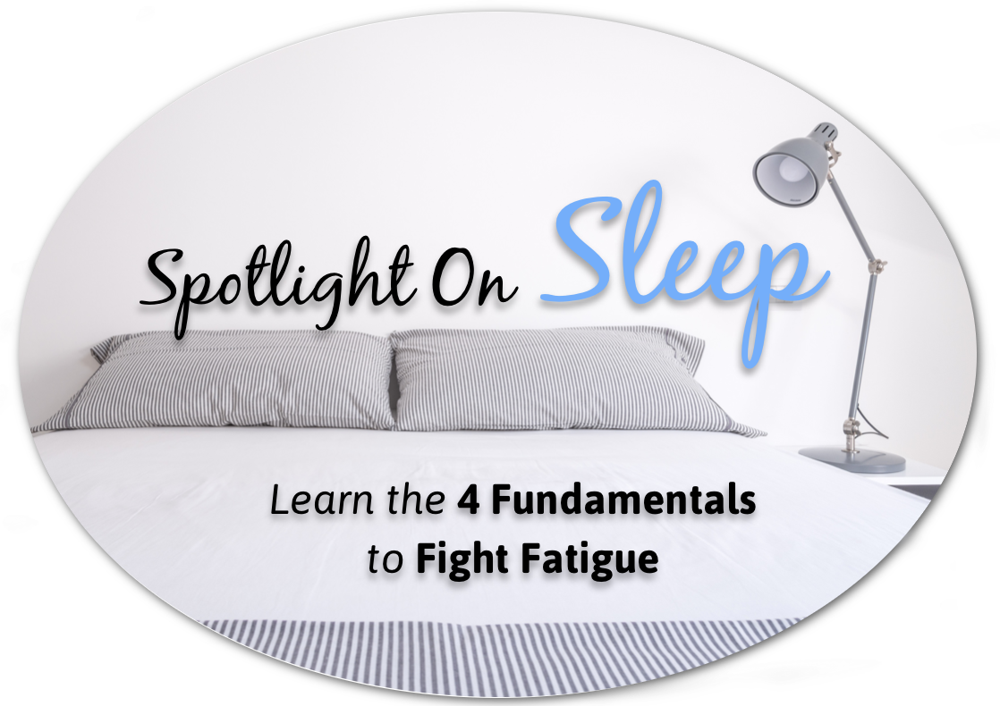 Spotlight On Sleep
Learn the 4 Fundamentals
to Fight Fatigue